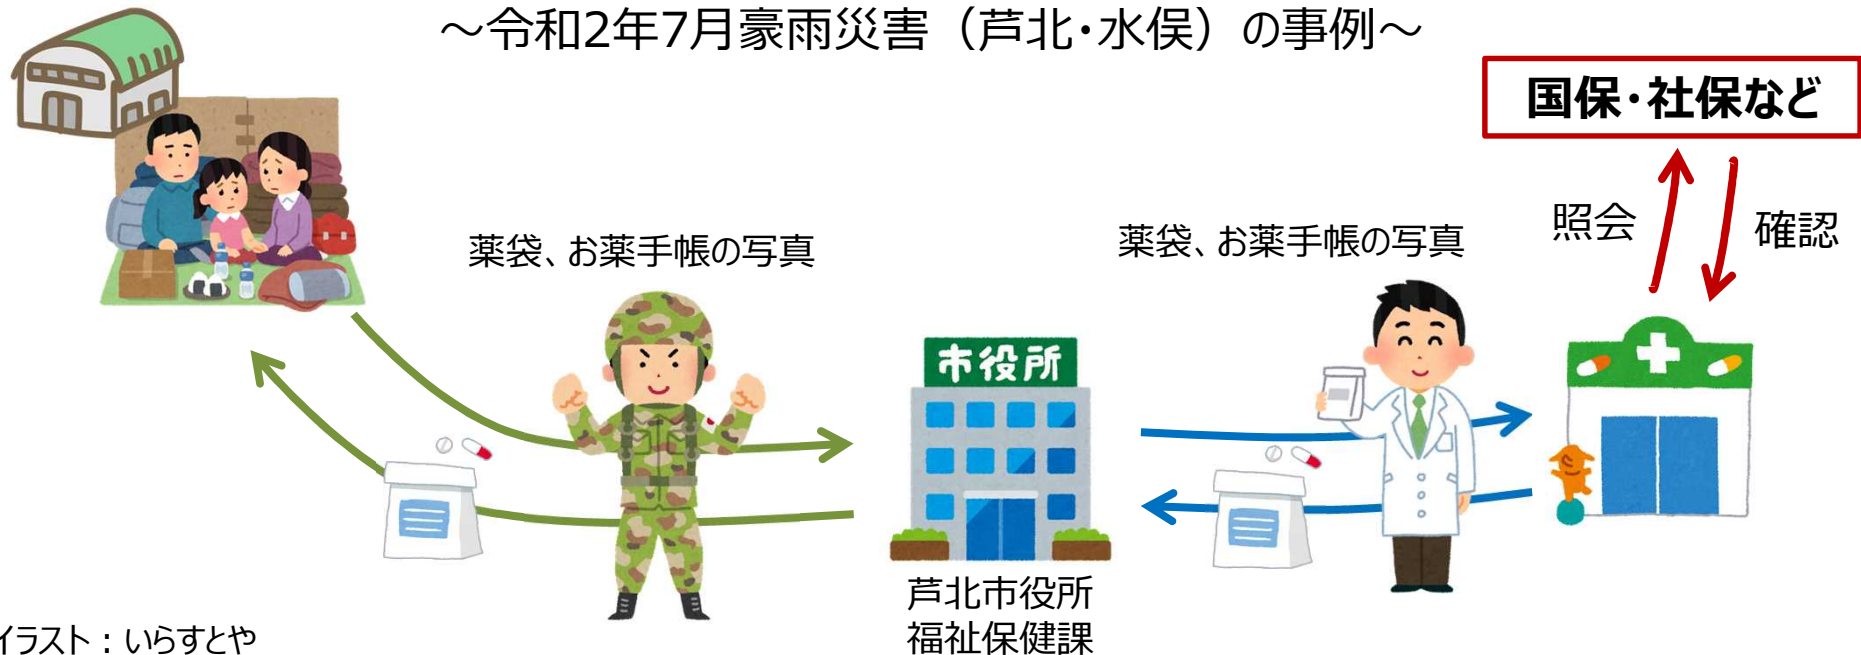 ～令和2年7月豪雨災害（芦北・水俣）の事例～
国保・社保など
照会
確認
薬袋、お薬手帳の写真
薬袋、お薬手帳の写真
市役所
芦北市役所
福祉保健課
イラスト：いらすとや